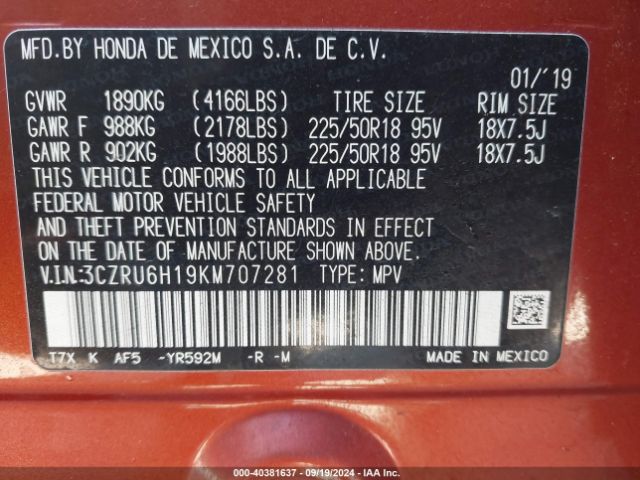 MFD.BY HONDA DE MEXICO S.A. DE C.V.
01/'19
GVWR 1890KG (4166LBS) TIRE SIZE RIM SIZE
GAWR F 988KG (2178LBS) 225/50R18 95V 18X7.5J
GAWR R 902KG (1988LBS) 225/50R18 95V 18X7.5J
THIS VEHICLE CONFORMS TO ALL APPLICABLE
FEDERAL MOTOR VEHICLE SAFETY
AND THEFT PREVENTION STANDARDS IN EFFECT
ON THE DATE OF MANUFACTURE SHOWN ABOVE.
V.I.N.:3CZRU6H19KM707281 TYPE: MPV
T7X K AF5 -YR592M -R -M MADE IN MEXICO
000-40381637 - 09/19/2024 - IAA Inc.